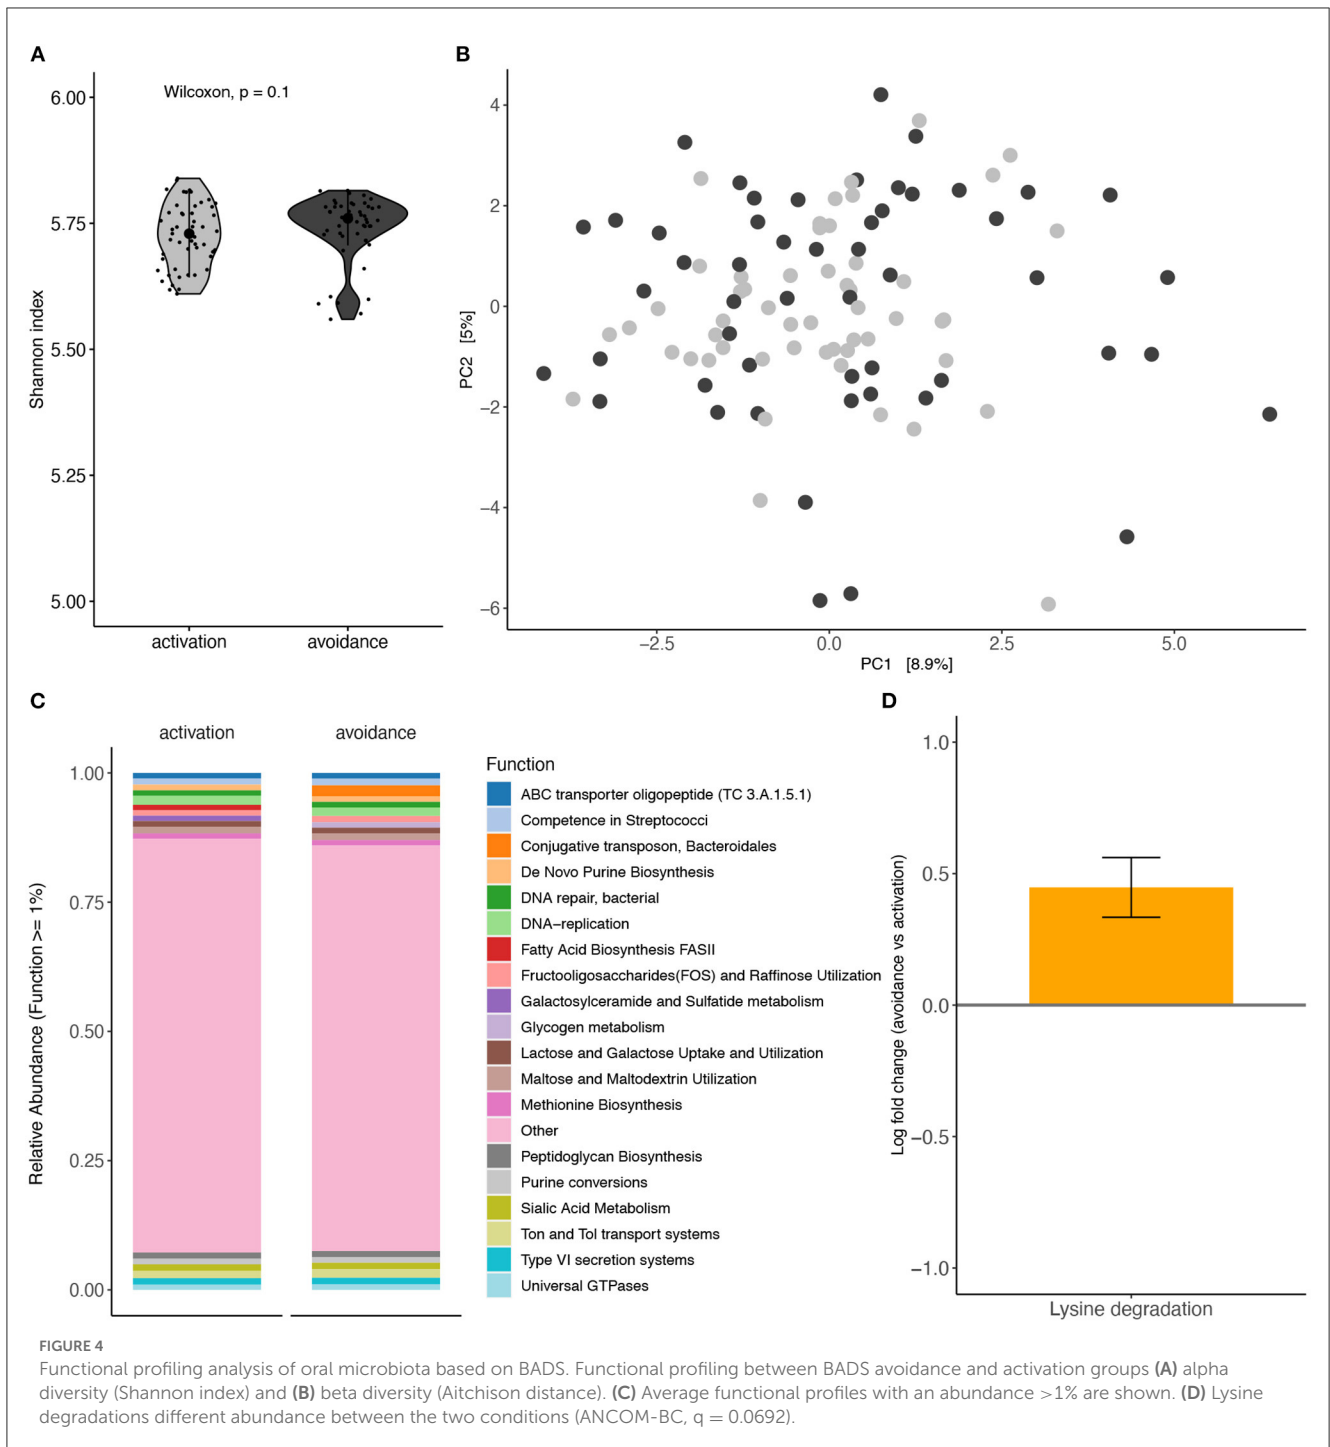 A
Wilcoxon, p = 0.1
6.00
5.75
5.50
5.25
5.00
Shannon index
activation
avoidance
B
4
2
0
−2
−4
−6
PC2 [5%]
−2.5
0.0
2.5
5.0
PC1 [8.9%]
C
activation
avoidance
1.00
0.75
0.50
0.25
0.00
Relative Abundance (Function >= 1%)
Function
ABC transporter oligopeptide (TC 3.A.1.5.1)
Competence in Streptococci
Conjugative transposon, Bacteroidales
De Novo Purine Biosynthesis
DNA repair, bacterial
DNA−replication
Fatty Acid Biosynthesis FASII
Fructooligosaccharides(FOS) and Raffinose Utilization
Galactosylceramide and Sulfatide metabolism
Glycogen metabolism
Lactose and Galactose Uptake and Utilization
Maltose and Maltodextrin Utilization
Methionine Biosynthesis
Other
Peptidoglycan Biosynthesis
Purine conversions
Sialic Acid Metabolism
Ton and Tol transport systems
Type VI secretion systems
Universal GTPases
D
1.0
0.5
0.0
−0.5
−1.0
Log fold change (avoidance vs activation)
Lysine degradation
FIGURE 4
Functional profiling analysis of oral microbiota based on BADS. Functional profiling between BADS avoidance and activation groups (A) alpha
diversity (Shannon index) and (B) beta diversity (Aitchison distance). (C) Average functional profiles with an abundance >1% are shown. (D) Lysine
degradations different abundance between the two conditions (ANCOM-BC, q = 0.0692).